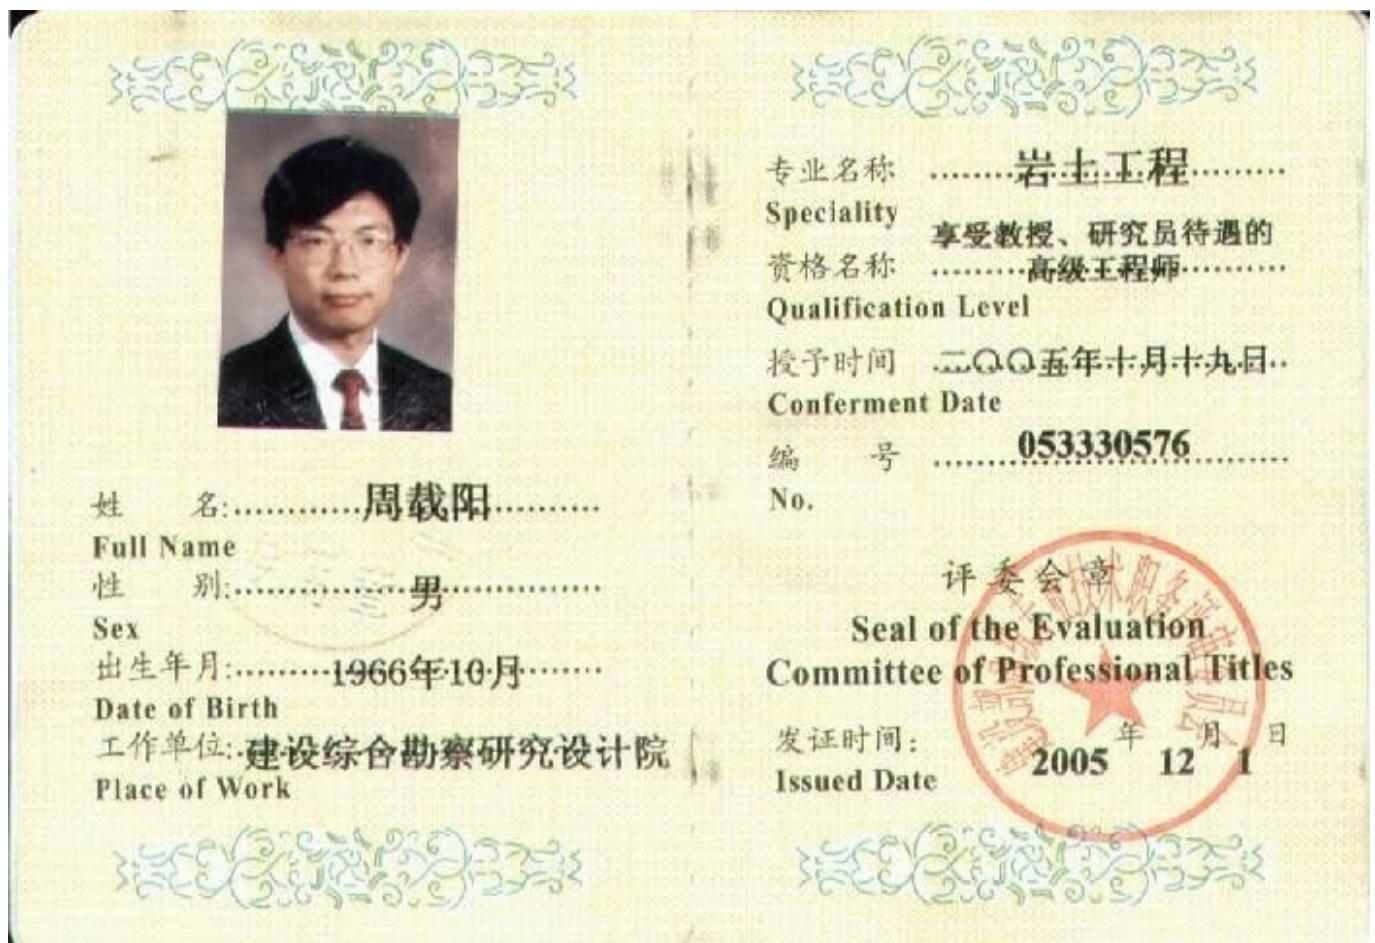 姓 名: 周载阳
Full Name
性 别: 男
Sex
出生年月: 1966年10月
Date of Birth
工作单位: 建设综合勘察研究设计院
Place of Work
专业名称 岩土工程
Speciality
享受教授、研究员待遇的
资格名称 高级工程师
Qualification Level
授予时间 二〇〇五年十月十九日
Conferment Date
编 号 053330576
No.
评委会章
Seal of the Evaluation
Committee of Professional Titles
发证时间: 2005 年 12 月 1 日
Issued Date